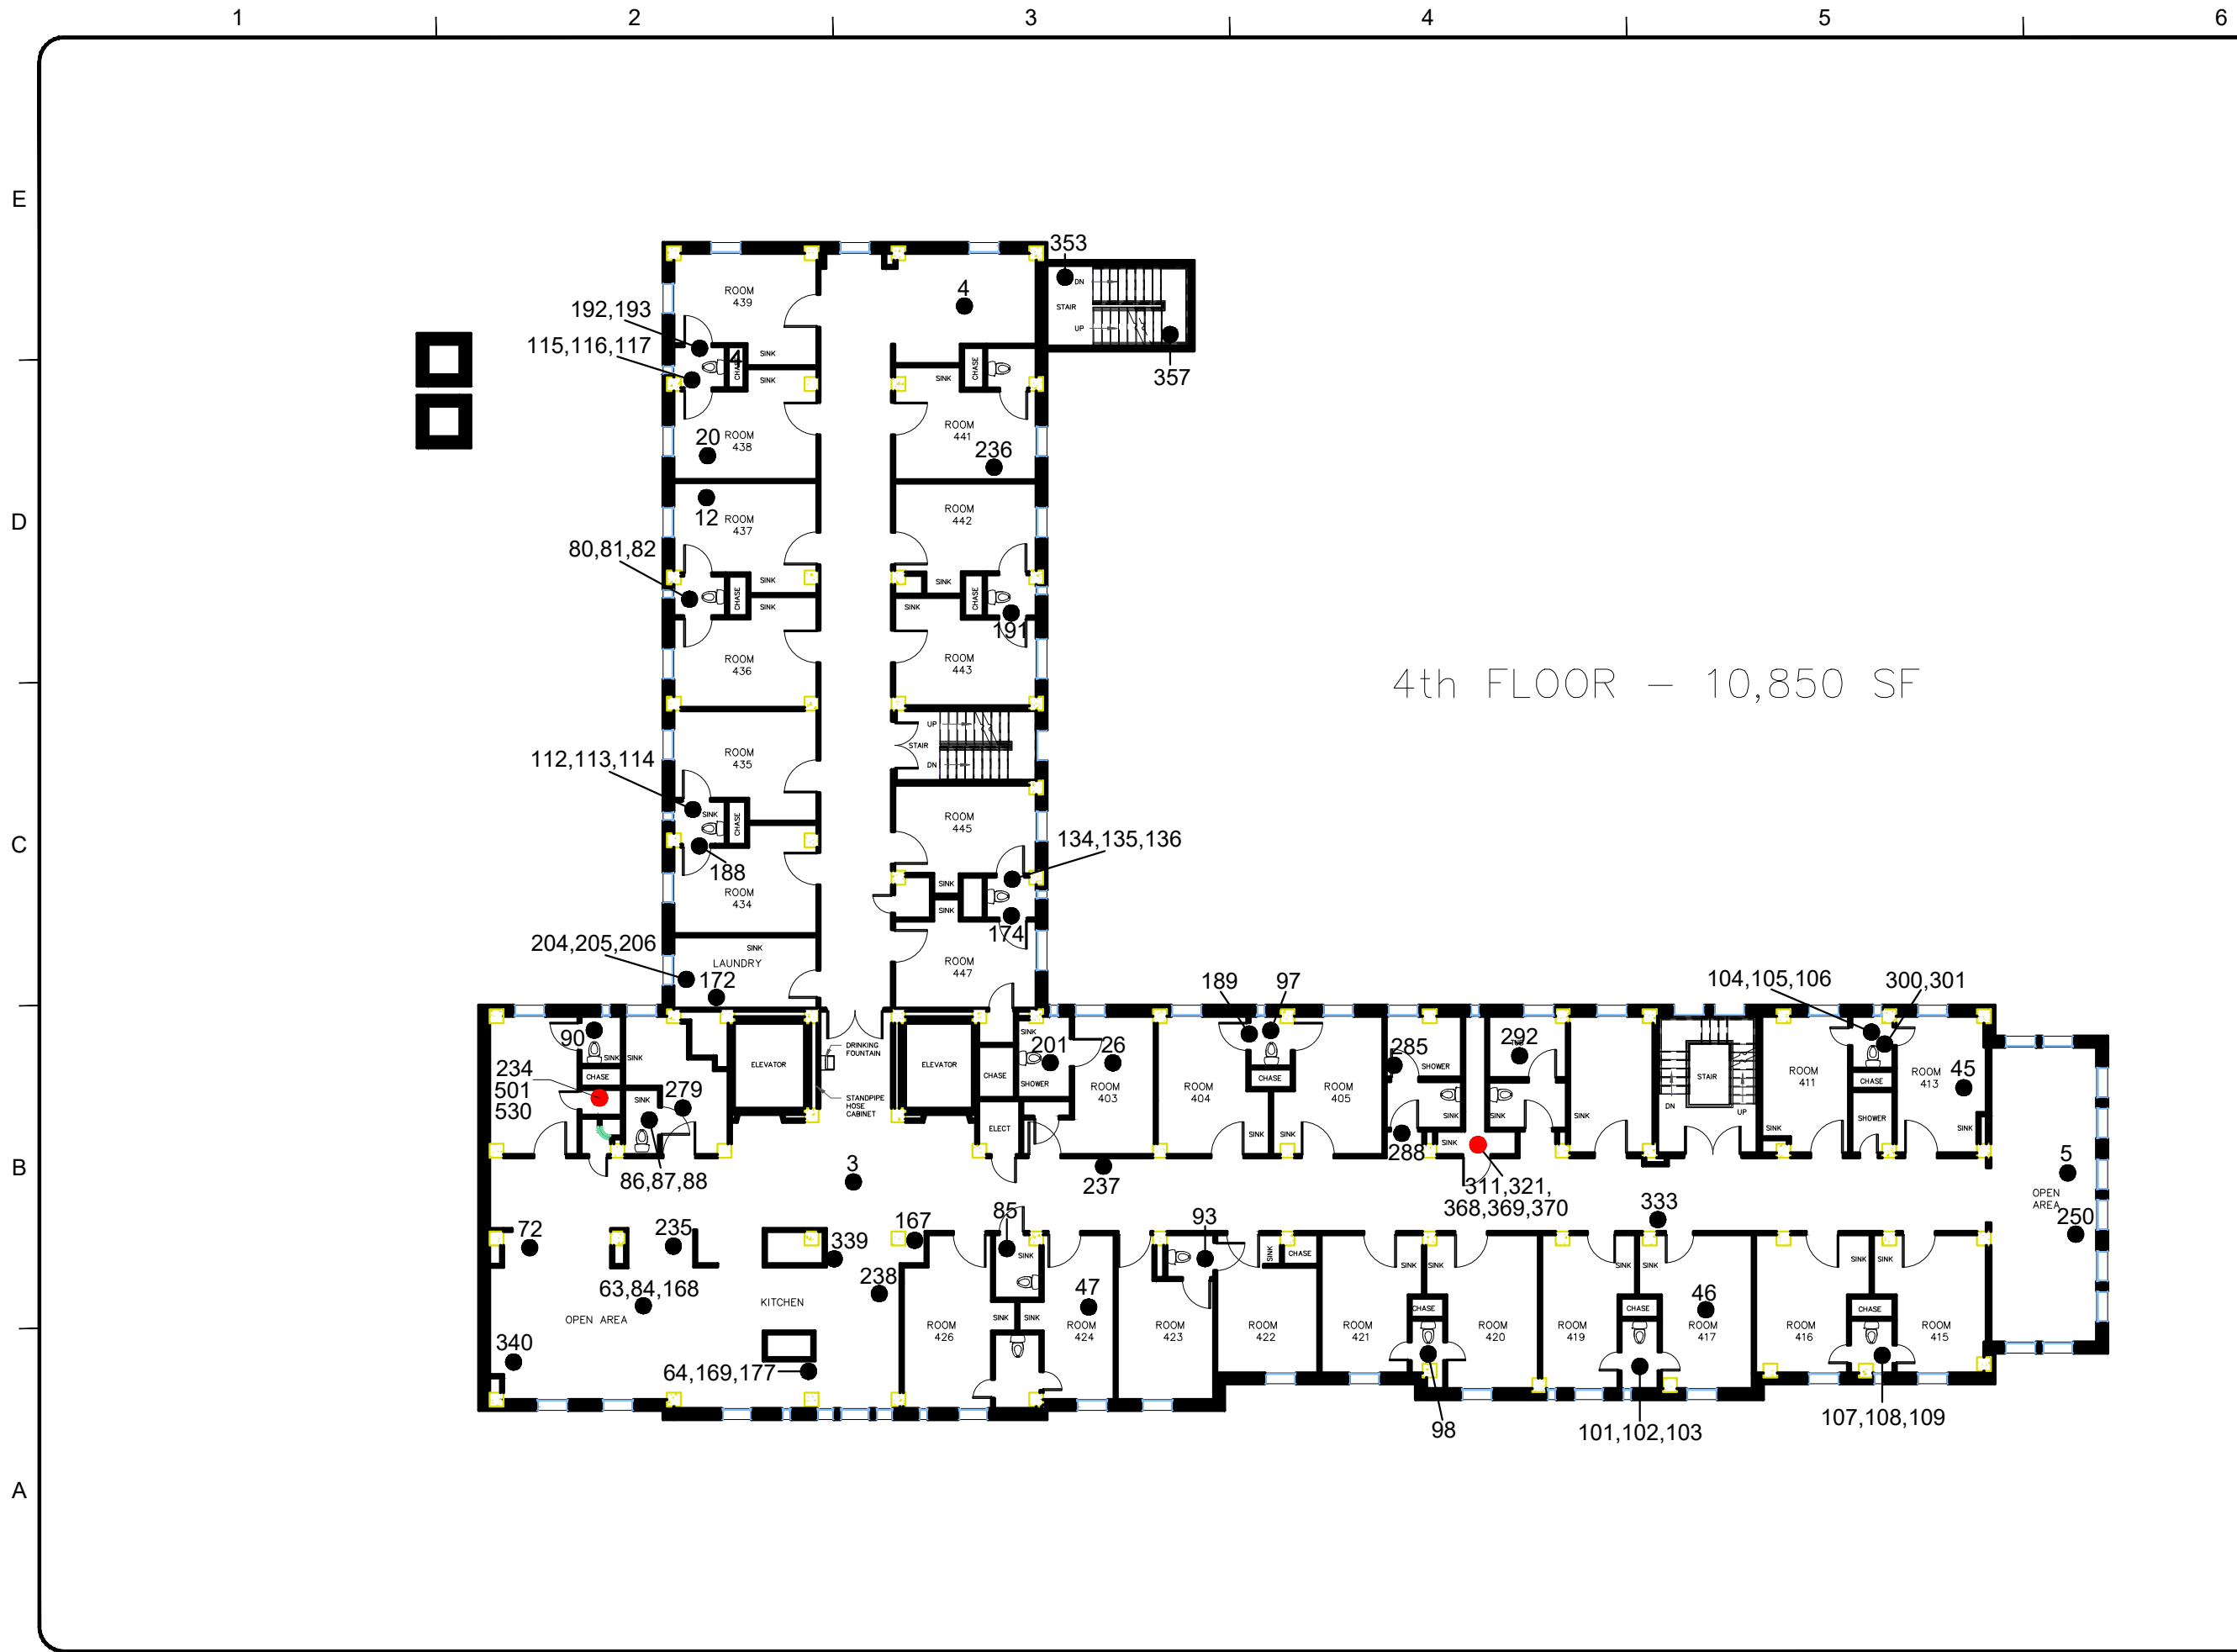 1 2 3 4 5 6
E
353
4
ROOM
439
DN
STAIR
UP
192,193
115,116,117
4
SINK
CHASE
SINK
SINK
CHASE
357
20
ROOM
438
ROOM
441
236
D
12
ROOM
437
ROOM
442
80,81,82
SINK
CHASE
SINK
SINK
CHASE
SINK
191
ROOM
436
ROOM
443
4th FLOOR - 10,850 SF
UP
STAIR
DN
ROOM
435
112,113,114
SINK
CHASE
ROOM
445
C
134,135,136
188
ROOM
434
SINK
SINK
174
204,205,206
SINK
LAUNDRY
172
ROOM
447
189
97
104,105,106
300,301
90
SINK
SINK
CHASE
234
501
530
279
SINK
ELEVATOR
DRINKING
FOUNTAIN
STANDPIPE
HOSE
CABINET
ELEVATOR
SINK
CHASE
201
SHOWER
26
ROOM
403
ELECT
ROOM
404
CHASE
SINK
ROOM
405
SINK
285
SHOWER
SINK
288
SINK
292
SINK
SINK
STAIR
DN
UP
ROOM
411
SINK
CHASE
SHOWER
ROOM
413
45
SINK
B
86,87,88
3
237
311,321,
368,369,370
333
5
OPEN
AREA
250
72
235
339
167
85
93
238
63,84,168
OPEN AREA
KITCHEN
340
64,169,177
SINK
SINK
SINK
ROOM
426
47
ROOM
424
ROOM
423
SINK
CHASE
ROOM
422
ROOM
421
SINK
SINK
CHASE
ROOM
420
ROOM
419
SINK
SINK
CHASE
46
ROOM
417
ROOM
416
SINK
SINK
CHASE
ROOM
415
98
101,102,103
107,108,109
A